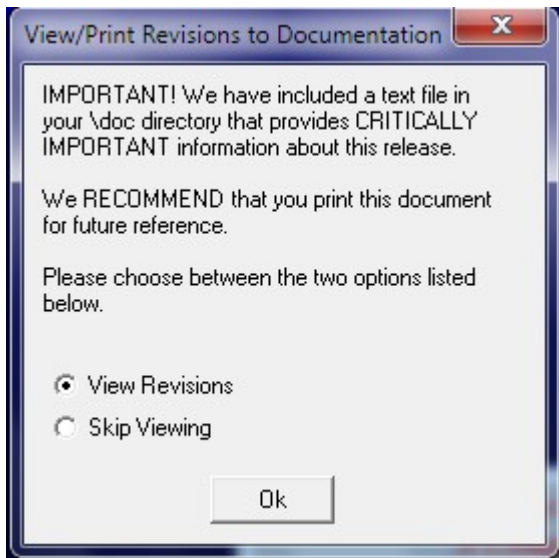 View/Print Revisions to Documentation
IMPORTANT! We have included a text file in
your \doc directory that provides CRITICALLY
IMPORTANT information about this release.
We RECOMMEND that you print this document
for future reference.
Please choose between the two options listed
below.
View Revisions
Skip Viewing
Ok